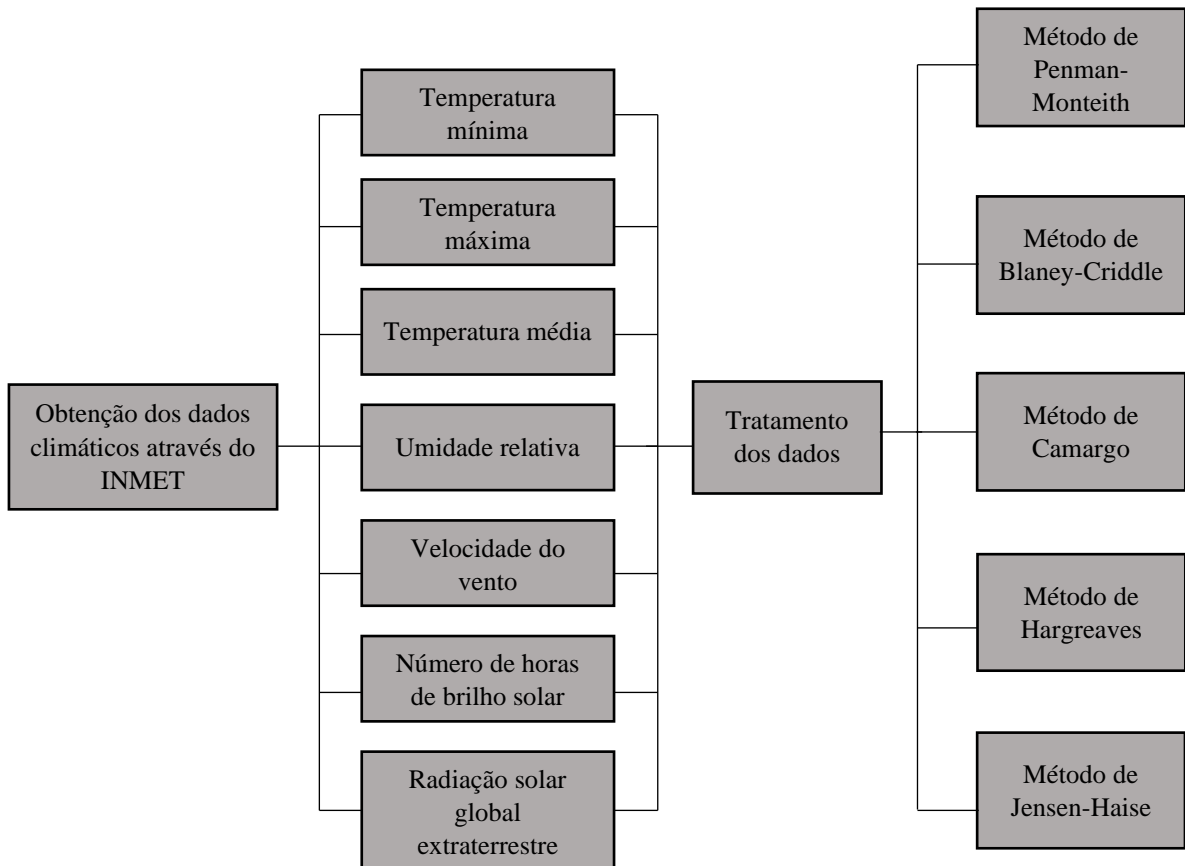 Obtenção dos dados
climáticos através do
INMET
Temperatura
mínima
Temperatura
máxima
Temperatura média
Umidade relativa
Velocidade do
vento
Número de horas
de brilho solar
Radiação solar
global
extraterrestre
Tratamento
dos dados
Método de
Penman-
Monteith
Método de
Blaney-Criddle
Método de
Camargo
Método de
Hargreaves
Método de
Jensen-Haise